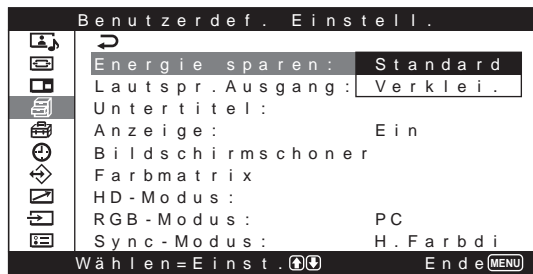 Benutzerdef. Einstell.
Energie sparen: Standard
Lautspr.Ausgang: Verklei.
Untertitel:
Anzeige: Ein
Bildschirmschoner
Farbmatrix
HD-Modus:
RGB-Modus: PC
Sync-Modus: H.Farbdi
Wählen=Einst. Ende MENU